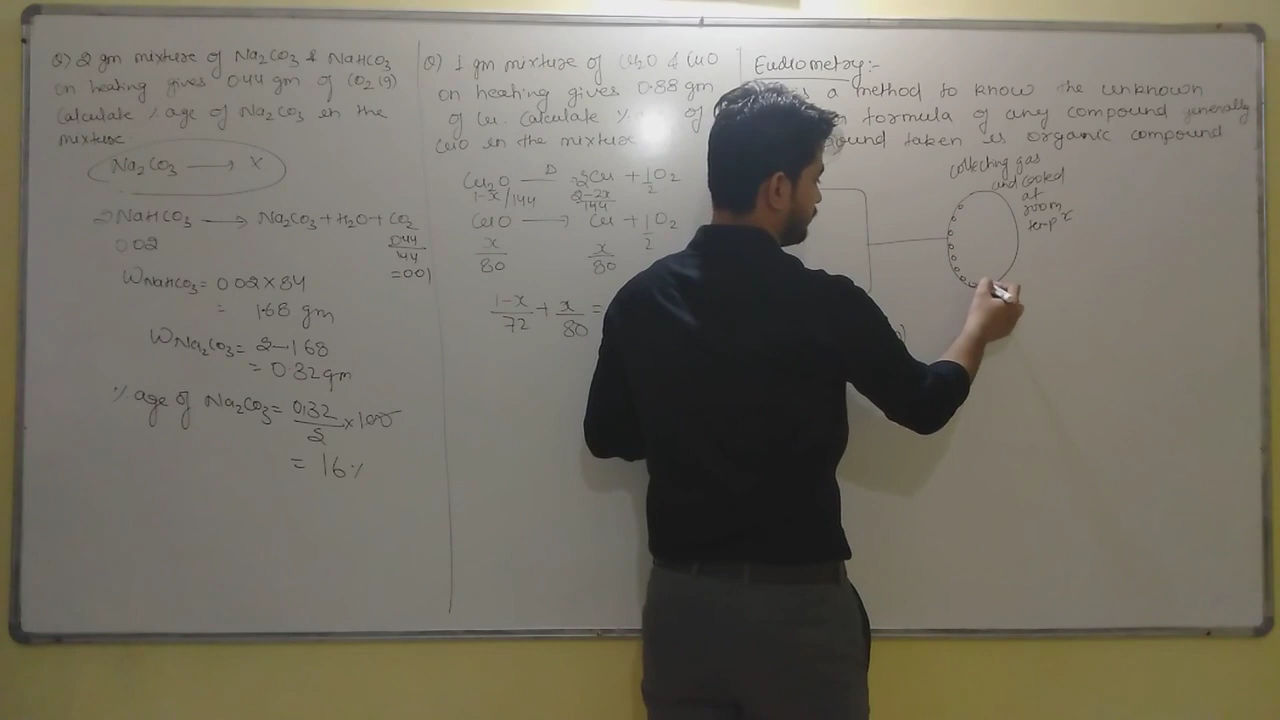 Q) 2 gm mixture of Na2CO3 & NaHCO3
on heating gives 0.44 gm of CO2 (g)
Calculate % age of Na2CO3 in the
mixture
Na2CO3 → X
2NaHCO3 → Na2CO3 + H2O + CO2
0.02
0.44/44
= 0.01
WNaHCO3 = 0.02 × 84
= 1.68 gm
WNa2CO3 = 2-1.68
= 0.32 gm
% age of Na2CO3 = 0.32/2 × 100
= 16 %
Q) 1 gm mixture of Cu2O & CuO
on heating gives 0.88 gm
of Cu. Calculate % of
CuO in the mixture
Cu2O →Δ 2Cu + 1/2 O2
1-x/144 2-2x/144
CuO → Cu + 1/2 O2
x/80 x/80
1-x/72 + x/80 =
Eudiometry:-
a method to know the unknown
formula of any compound generally
taken is organic compound
collecting gas
and cooled
at
room
temp